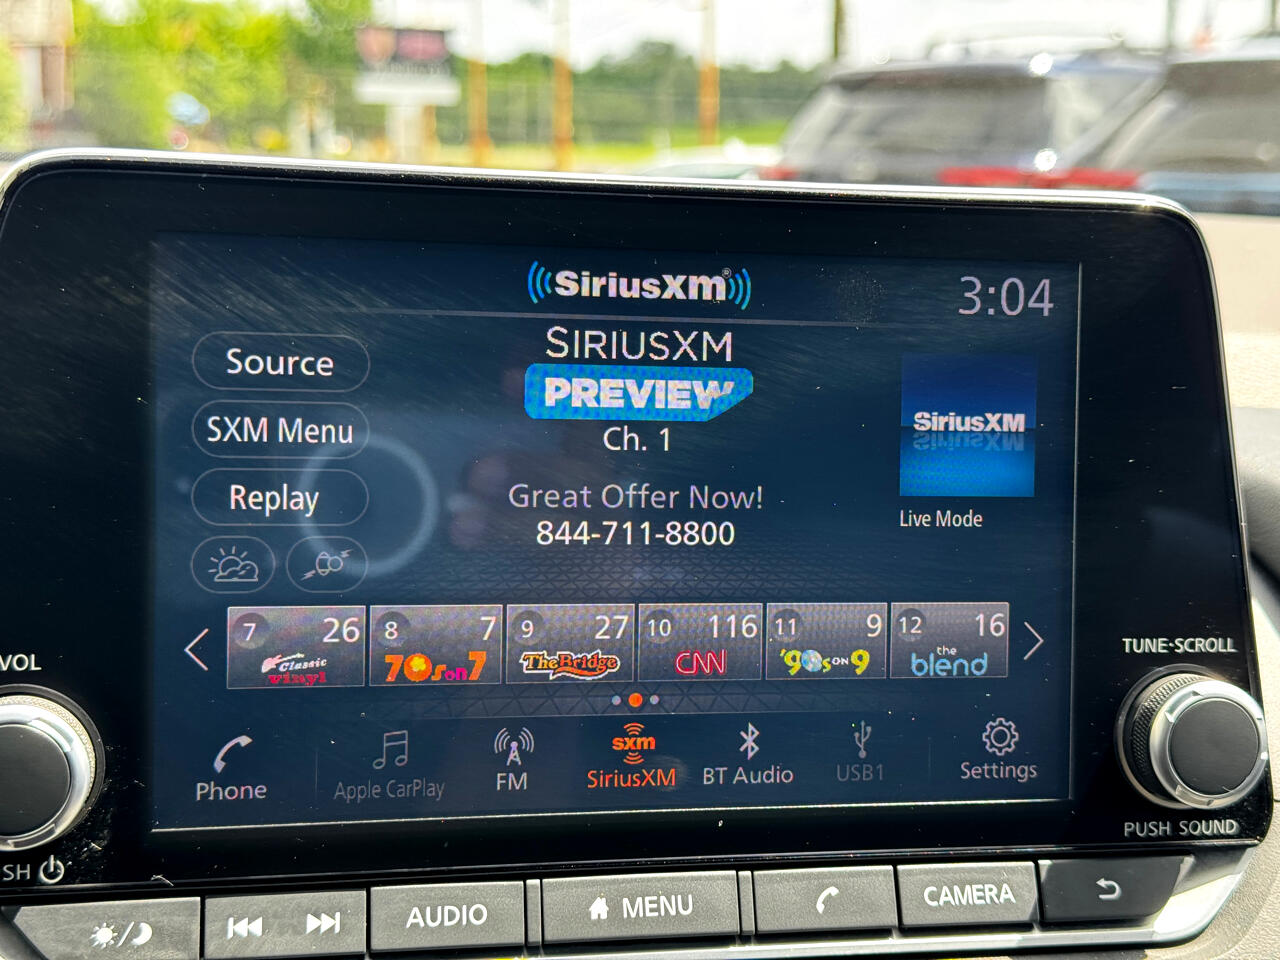 SiriusXM®
3:04
SIRIUSXM
PREVIEW
Ch. 1
Great Offer Now!
844-711-8800
Source
SXM Menu
Replay
SiriusXM
Live Mode
7 26
Classic
vinyl
8 7
70s on 7
9 27
The Bridge
10 116
CNN
11 9
'90s ON 9
12 16
the
blend
Phone
Apple CarPlay
FM
sxm
SiriusXM
BT Audio
USB1
Settings
VOL
TUNE·SCROLL
PUSH SOUND
SH
AUDIO
MENU
CAMERA